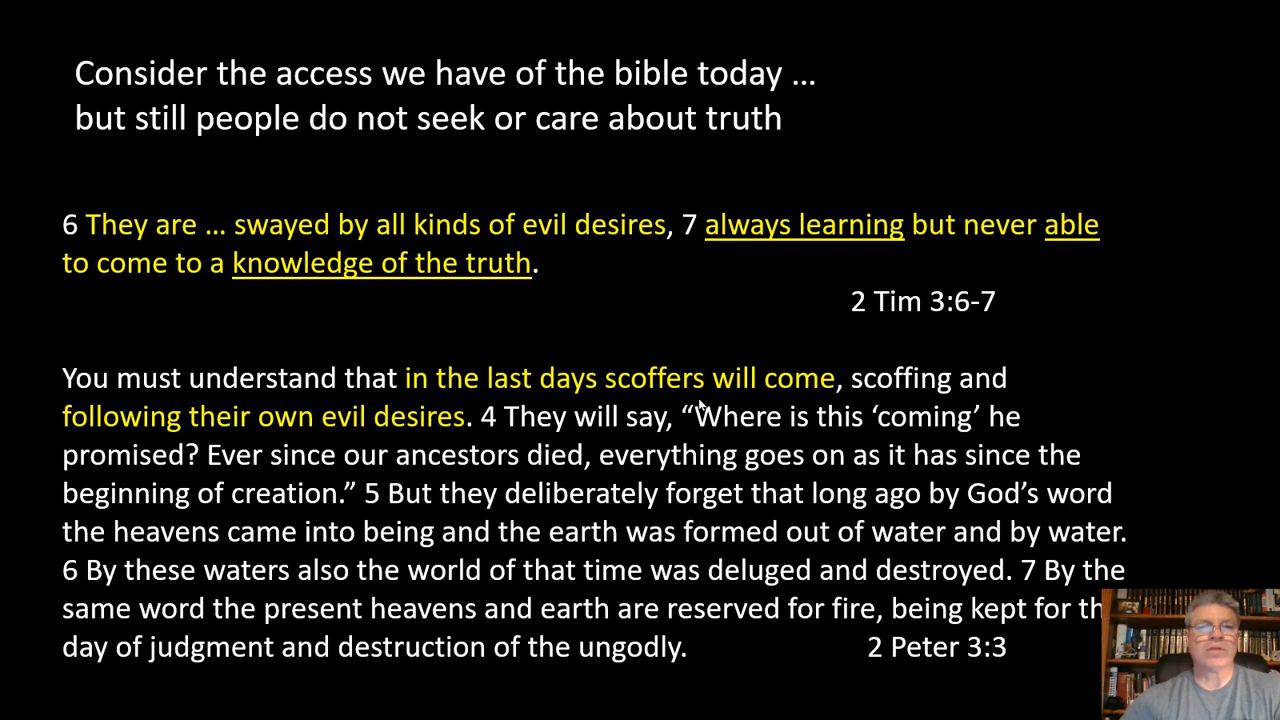 Consider the access we have of the bible today ...
but still people do not seek or care about truth
6 They are ... swayed by all kinds of evil desires, 7 always learning but never able
to come to a knowledge of the truth.
2 Tim 3:6-7
You must understand that in the last days scoffers will come, scoffing and
following their own evil desires. 4 They will say, “Where is this ‘coming’ he
promised? Ever since our ancestors died, everything goes on as it has since the
beginning of creation.” 5 But they deliberately forget that long ago by God’s word
the heavens came into being and the earth was formed out of water and by water.
6 By these waters also the world of that time was deluged and destroyed. 7 By the
same word the present heavens and earth are reserved for fire, being kept for th
day of judgment and destruction of the ungodly.
2 Peter 3:3